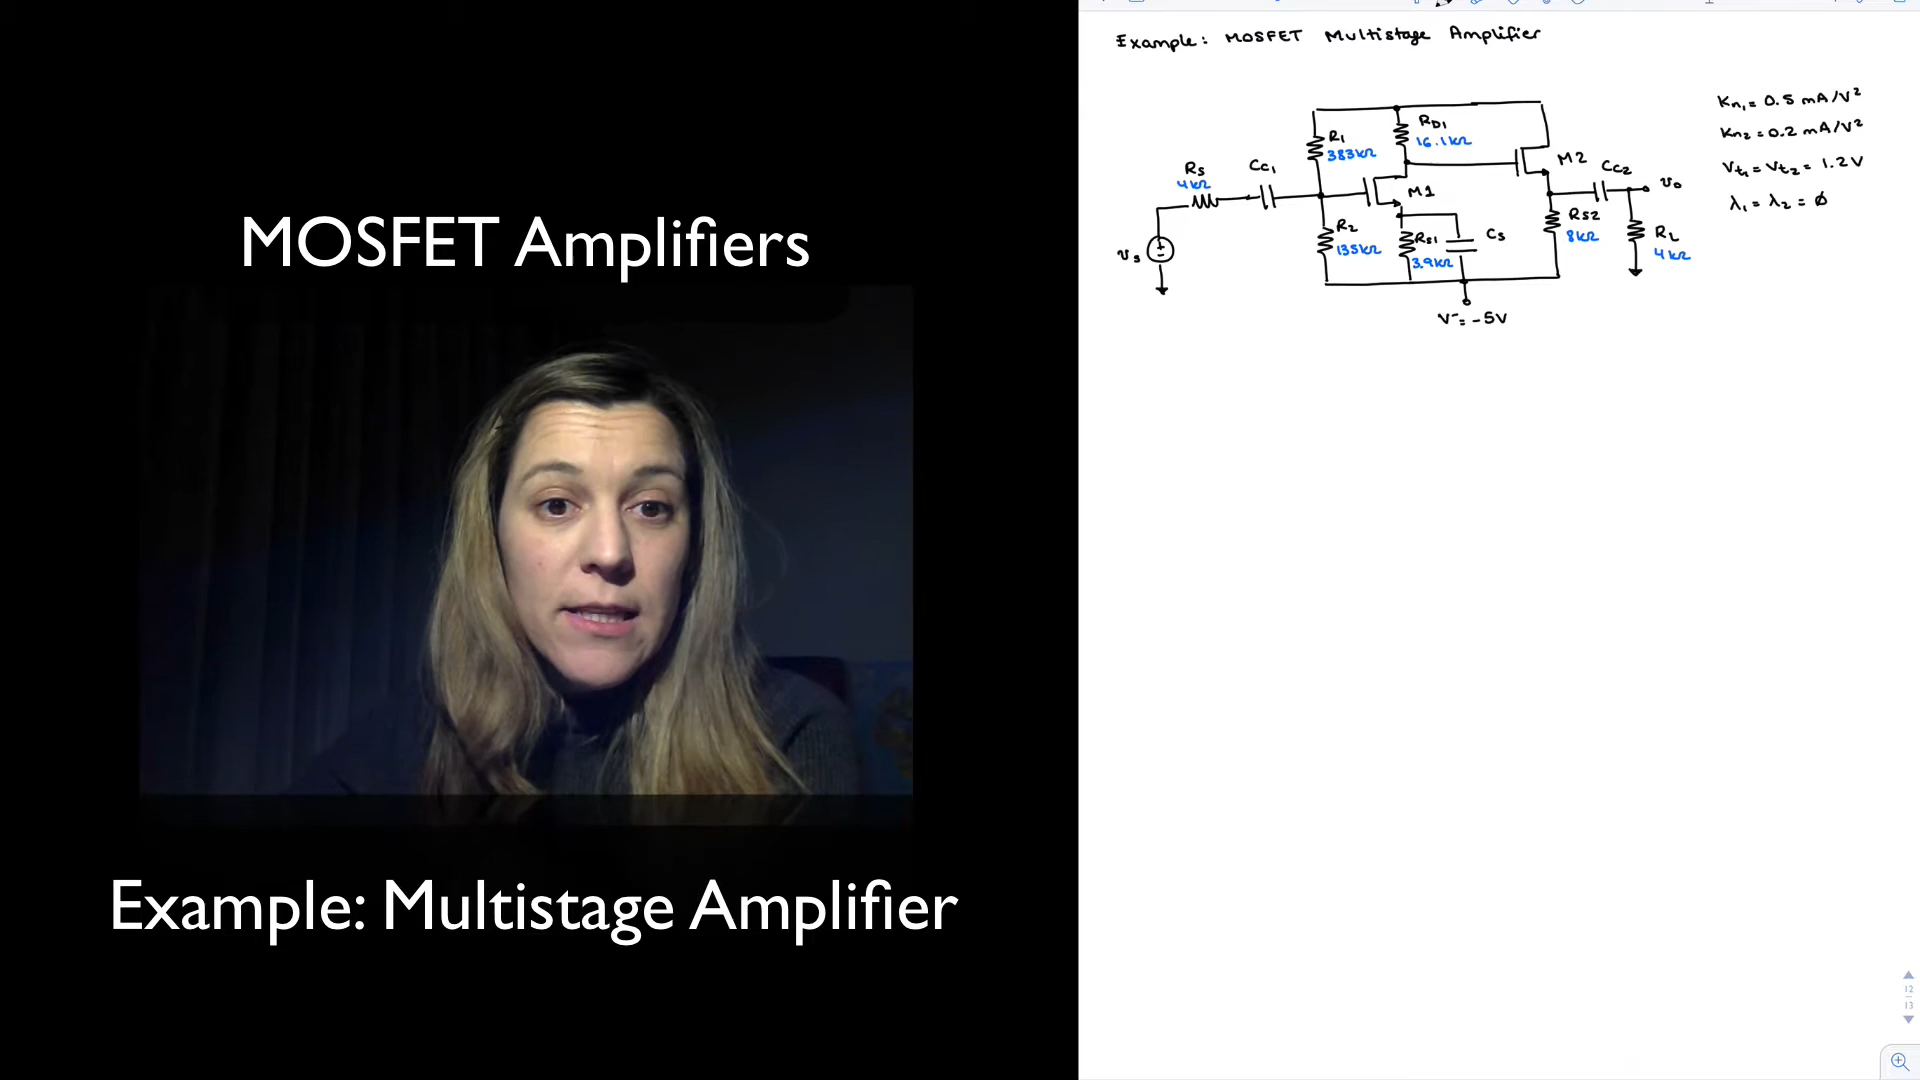 MOSFET Amplifiers
Example: Multistage Amplifier
Example: MOSFET Multistage Amplifier
Kn1 = 0.5 mA/V²
Kn2 = 0.2 mA/V²
Vt1 = Vt2 = 1.2V
λ1 = λ2 = ∅
RD1
16.1kΩ
R1
383kΩ
M2
CC2
vo
RS
4kΩ
CC1
M1
RS2
8kΩ
RL
4kΩ
R2
135kΩ
RS1
3.9kΩ
CS
vs
+
V⁻= -5V
12
13